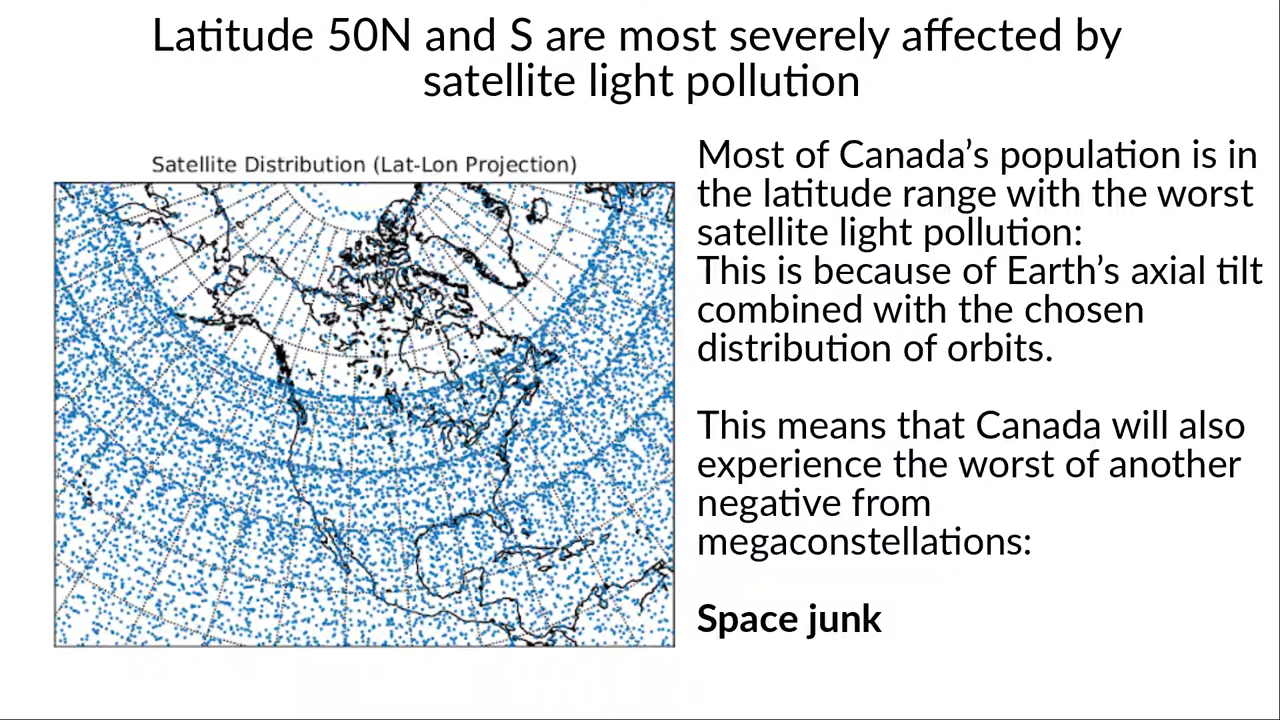 Latitude 50N and S are most severely affected by
satellite light pollution
Satellite Distribution (Lat-Lon Projection)
Most of Canada’s population is in
the latitude range with the worst
satellite light pollution:
This is because of Earth’s axial tilt
combined with the chosen
distribution of orbits.
This means that Canada will also
experience the worst of another
negative from
megaconstellations:
Space junk